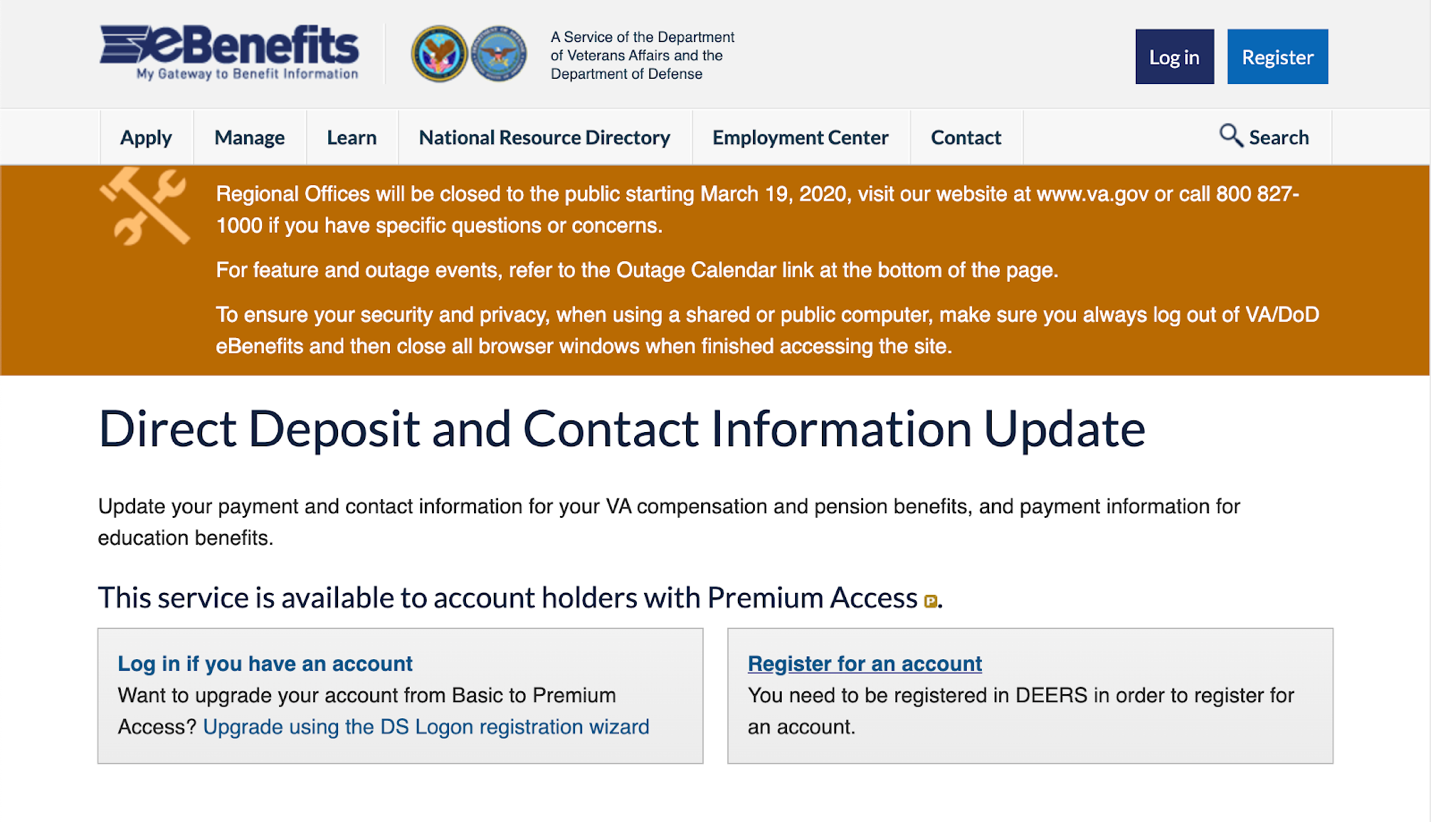 eBenefits
My Gateway to Benefit Information
A Service of the Department
of Veterans Affairs and the
Department of Defense
Log in
Register
Apply
Manage
Learn
National Resource Directory
Employment Center
Contact
Search
Regional Offices will be closed to the public starting March 19, 2020, visit our website at www.va.gov or call 800 827-
1000 if you have specific questions or concerns.
For feature and outage events, refer to the Outage Calendar link at the bottom of the page.
To ensure your security and privacy, when using a shared or public computer, make sure you always log out of VA/DoD
eBenefits and then close all browser windows when finished accessing the site.
Direct Deposit and Contact Information Update
Update your payment and contact information for your VA compensation and pension benefits, and payment information for
education benefits.
This service is available to account holders with Premium Access P.
Log in if you have an account
Want to upgrade your account from Basic to Premium
Access? Upgrade using the DS Logon registration wizard
Register for an account
You need to be registered in DEERS in order to register for
an account.